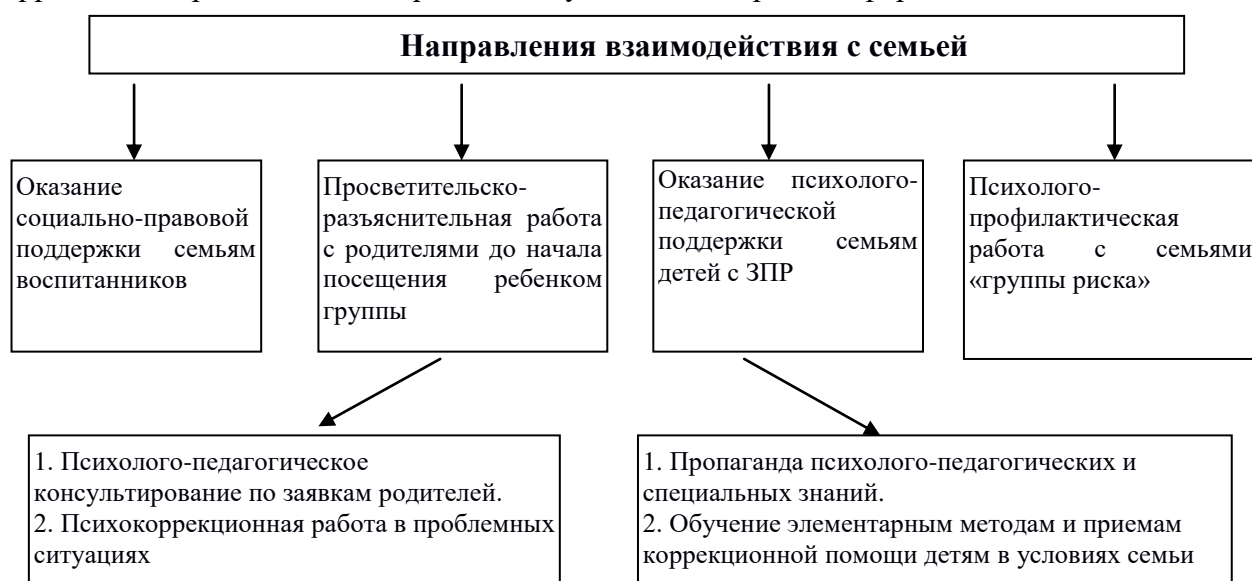 Направления взаимодействия с семьей
Оказание
социально-правовой
поддержки семьям
воспитанников
Просветительско-
разъяснительная работа
с родителями до начала
посещения ребенком
группы
Оказание психолого-
педагогической
поддержки семьям
детей с ЗПР
Психолого-
профилактическая
работа с семьями
«группы риска»
1. Психолого-педагогическое
консультирование по заявкам родителей.
2. Психокоррекционная работа в проблемных
ситуациях
1. Пропаганда психолого-педагогических и
специальных знаний.
2. Обучение элементарным методам и приемам
коррекционной помощи детям в условиях семьи